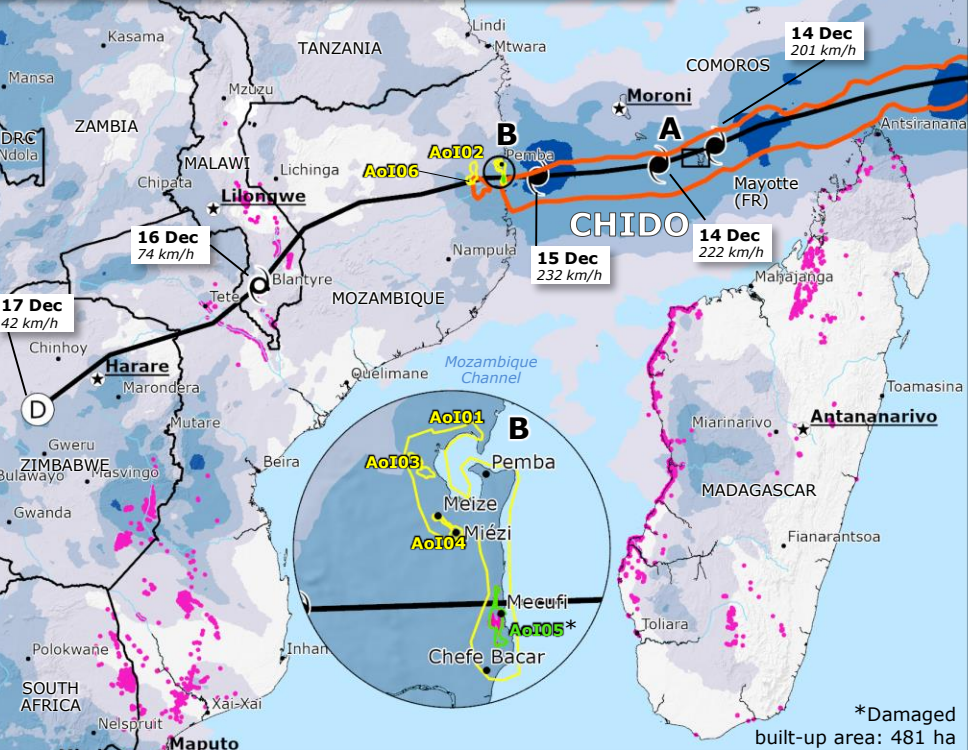 Lindi
Kasama
TANZANIA
Mtwara
14 Dec
201 km/h
COMOROS
Mansa
Mzuzu
Moroni
ZAMBIA
DRC
Ndola
B
A
Antsiranana
MALAWI
AoI02
Pemba
Lichinga
AoI06
Chipata
Mayotte
(FR)
Lilongwe
CHIDO
16 Dec
74 km/h
14 Dec
222 km/h
Nampula
15 Dec
232 km/h
Blantyre
Mahajanga
17 Dec
42 km/h
Tete
MOZAMBIQUE
Chinhoy
Mozambique
Channel
Harare
Quelimane
D
Marondera
Toamasina
AoI01
B
Antananarivo
Mutare
Miarinarivo
Gweru
AoI03
Pemba
ZIMBABWE
Beira
Bulawayo
Masvingo
MADAGASCAR
Meize
Gwanda
Miézi
AoI04
Fianarantsoa
Mecufi
AoI05*
Toliara
Polokwane
Inhan
Chefe Bacar
SOUTH
AFRICA
Xai-Xai
Nelspruit
*Damaged
built-up area: 481 ha
Maputo